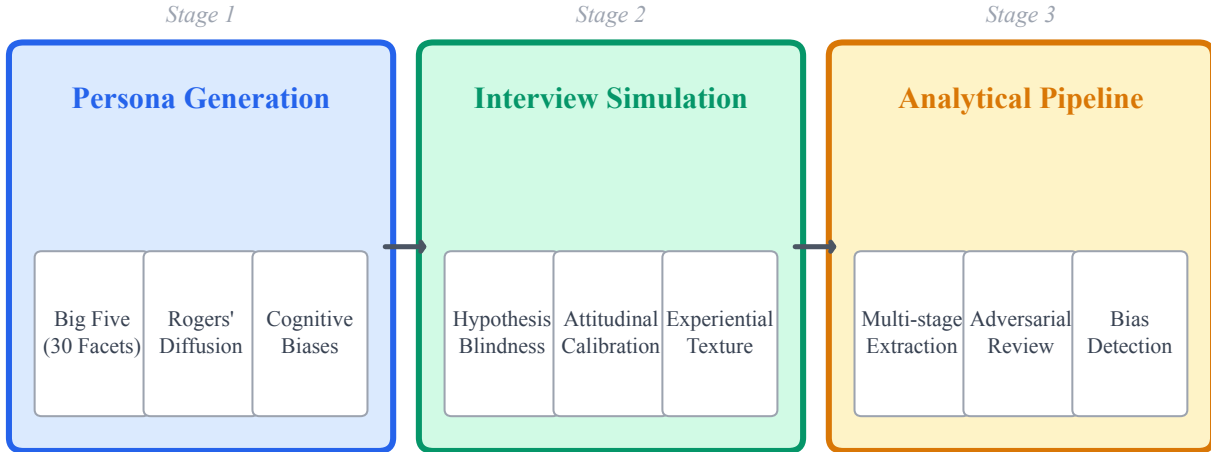 Stage 1
Stage 2
Stage 3
Persona Generation
Interview Simulation
Analytical Pipeline
Big Five
(30 Facets)
Rogers'
Diffusion
Cognitive
Biases
Hypothesis
Blindness
Attitudinal
Calibration
Experiential
Texture
Multi-stage
Extraction
Adversarial
Review
Bias
Detection